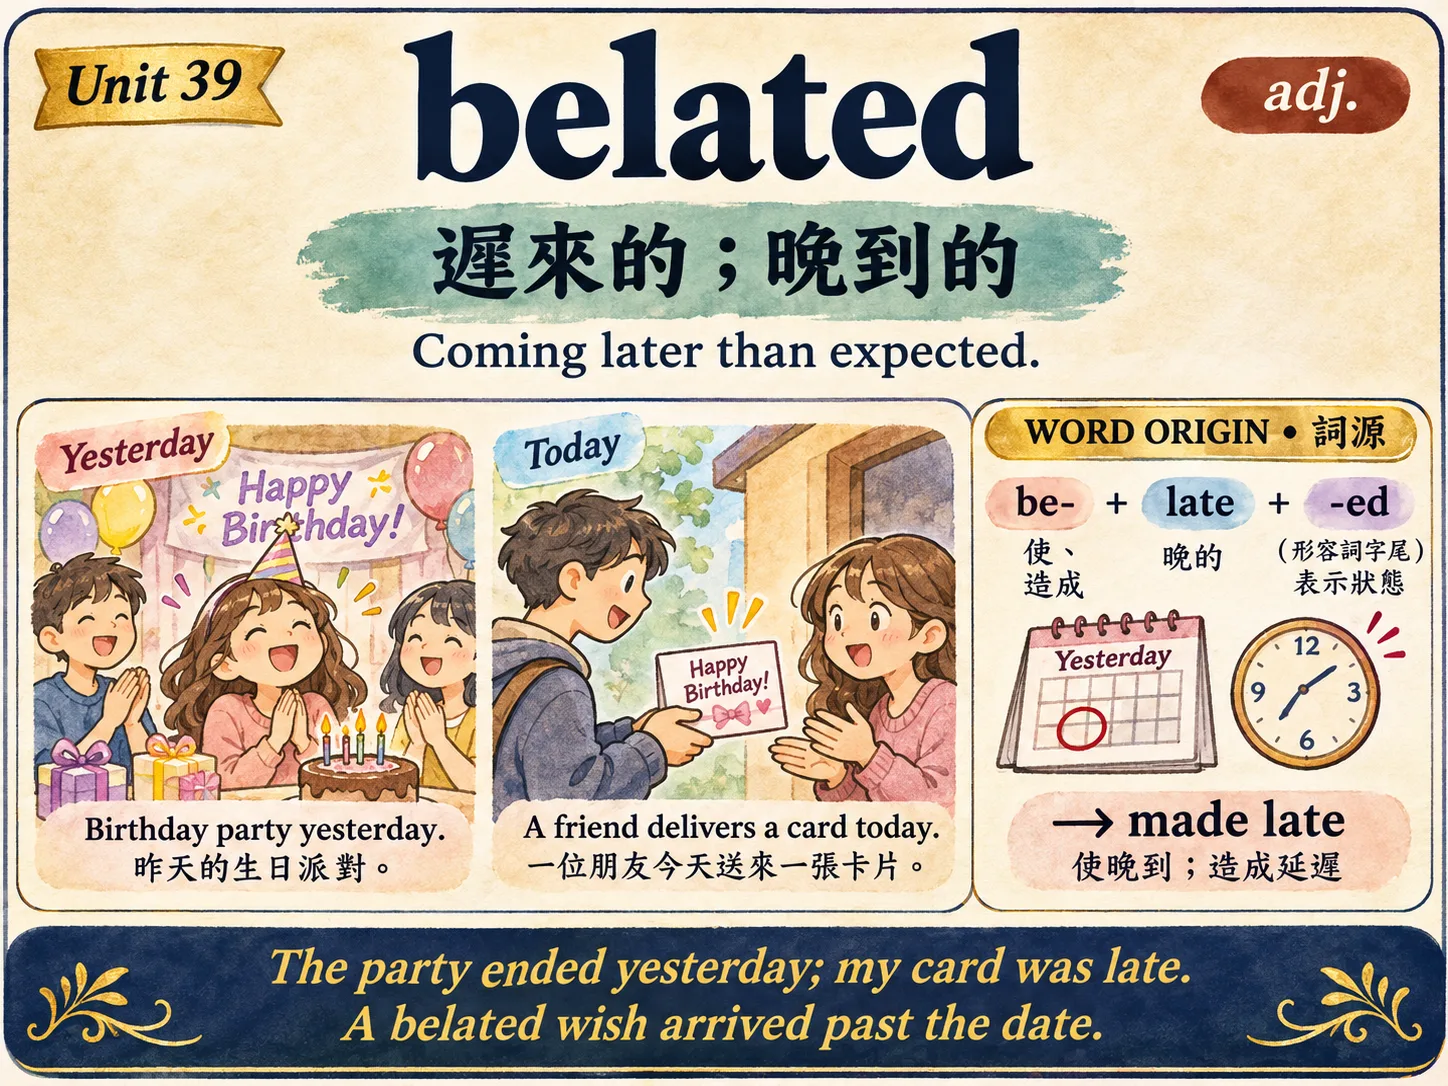 Unit 39
belated
adj.
遲來的；晚到的
Coming later than expected.
Yesterday
Happy
Birthday!
Birthday party yesterday.
昨天的生日派對。
Today
Happy
Birthday!
A friend delivers a card today.
一位朋友今天送來一張卡片。
WORD ORIGIN • 詞源
be- + late + -ed
使、
造成
晚的
(形容詞字尾)
表示狀態
Yesterday
12
9 3
6
→ made late
使晚到；造成延遲
The party ended yesterday; my card was late.
A belated wish arrived past the date.